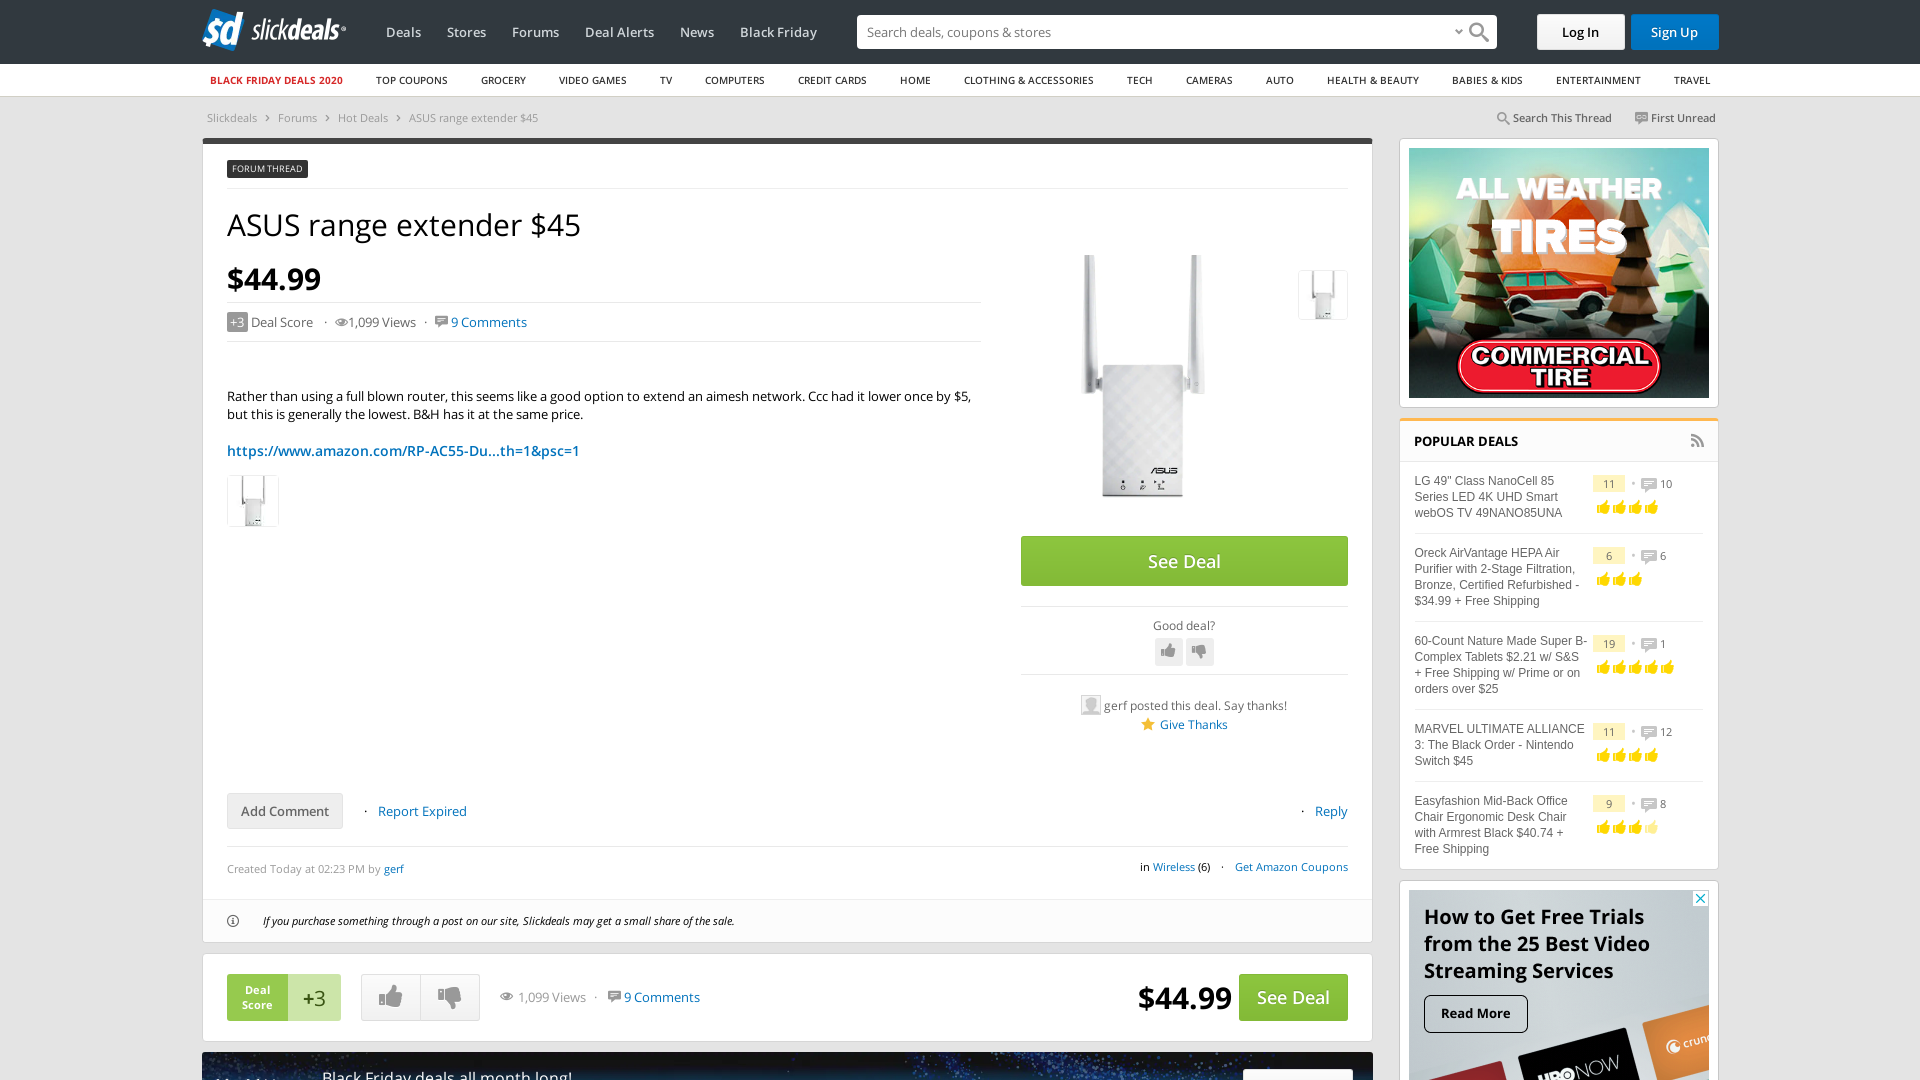 slickdeals
Deals
Stores
Forums
Deal Alerts
News
Black Friday
Search deals, coupons & stores
Log In
Sign Up
BLACK FRIDAY DEALS 2020
TOP COUPONS
GROCERY
VIDEO GAMES
TV
COMPUTERS
CREDIT CARDS
HOME
CLOTHING & ACCESSORIES
TECH
CAMERAS
AUTO
HEALTH & BEAUTY
BABIES & KIDS
ENTERTAINMENT
TRAVEL
Slickdeals › Forums › Hot Deals › ASUS range extender $45
Search This Thread
First Unread
FORUM THREAD
ASUS range extender $45
$44.99
+3 Deal Score · 1,099 Views · 9 Comments
Rather than using a full blown router, this seems like a good option to extend an aimesh network. Ccc had it lower once by $5,
but this is generally the lowest. B&H has it at the same price.
https://www.amazon.com/RP-AC55-Du...th=1&psc=1
ASUS
See Deal
Good deal?
gerf posted this deal. Say thanks!
Give Thanks
Add Comment
· Report Expired
· Reply
Created Today at 02:23 PM by gerf
in Wireless (6) · Get Amazon Coupons
If you purchase something through a post on our site, Slickdeals may get a small share of the sale.
Deal
Score
+3
1,099 Views · 9 Comments
$44.99
See Deal
Black Friday deals all month long!
ALL WEATHER
TIRES
COMMERCIAL
TIRE
POPULAR DEALS
LG 49" Class NanoCell 85
Series LED 4K UHD Smart
webOS TV 49NANO85UNA
11 • 10
Oreck AirVantage HEPA Air
Purifier with 2-Stage Filtration,
Bronze, Certified Refurbished -
$34.99 + Free Shipping
6 • 6
60-Count Nature Made Super B-
Complex Tablets $2.21 w/ S&S
+ Free Shipping w/ Prime or on
orders over $25
19 • 1
MARVEL ULTIMATE ALLIANCE
3: The Black Order - Nintendo
Switch $45
11 • 12
Easyfashion Mid-Back Office
Chair Ergonomic Desk Chair
with Armrest Black $40.74 +
Free Shipping
9 • 8
How to Get Free Trials
from the 25 Best Video
Streaming Services
Read More
HBO NOW